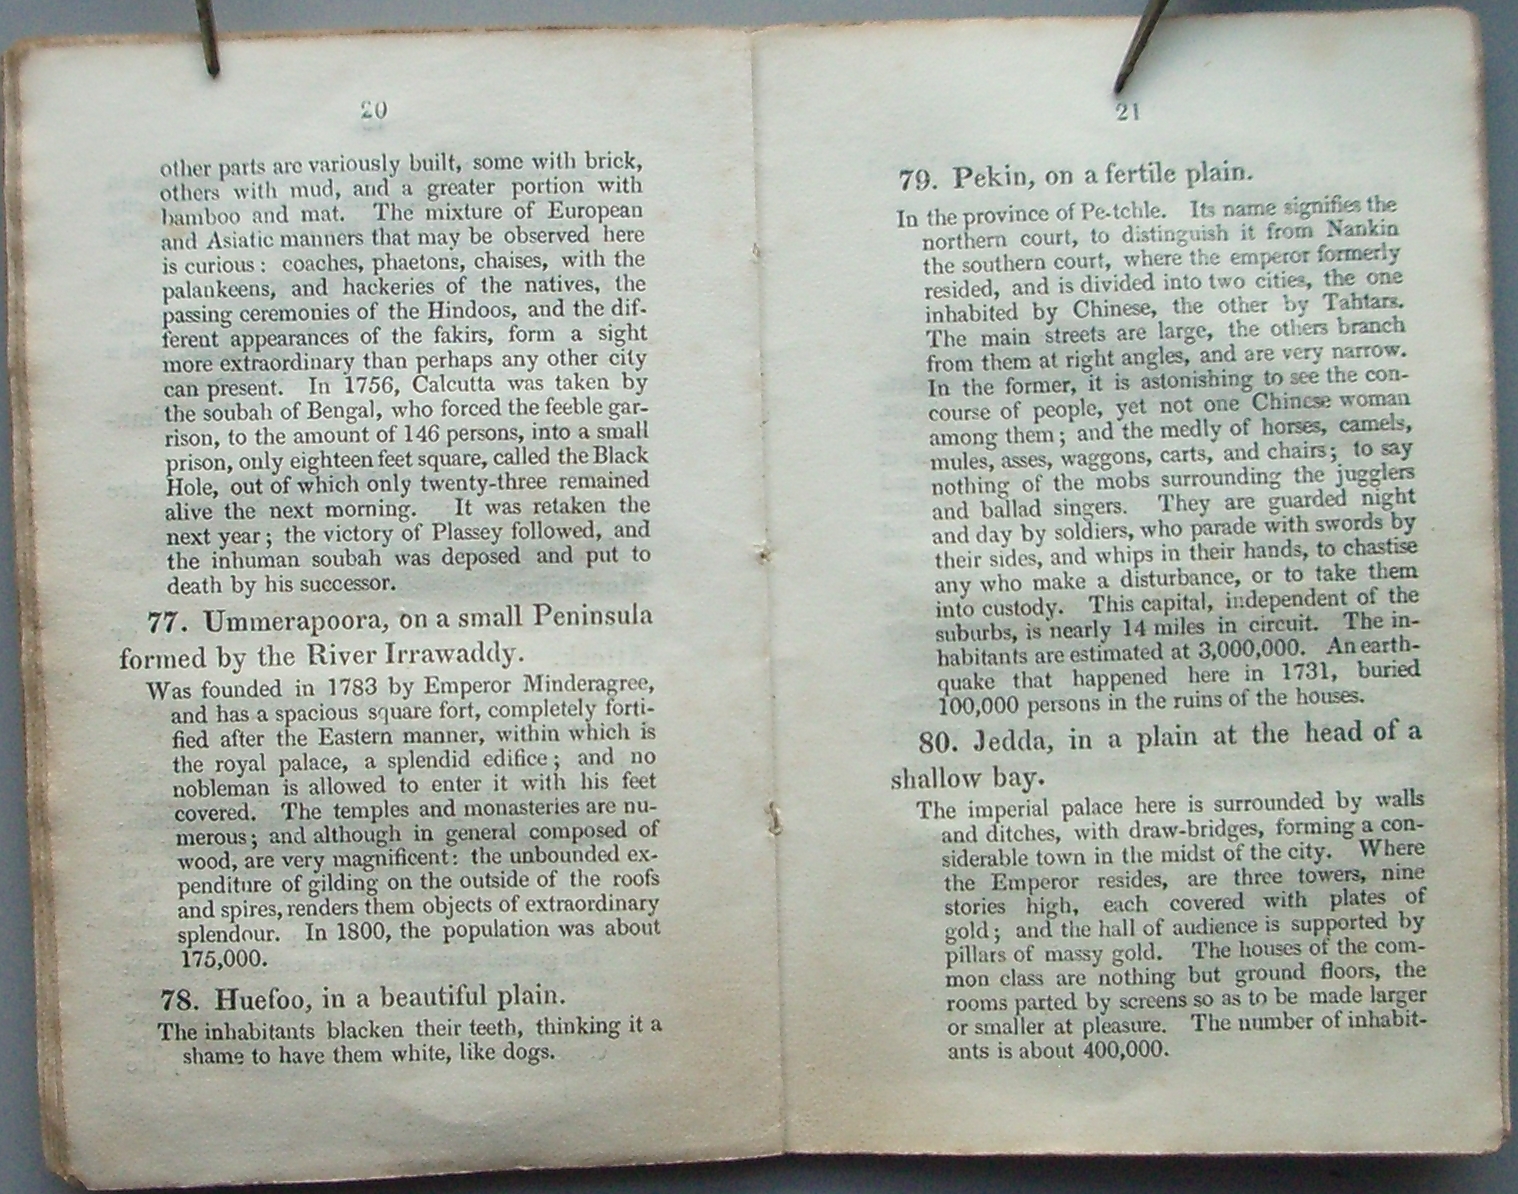 20
other parts are variously built, some with brick,
others with mud, and a greater portion with
bamboo and mat. The mixture of European
and Asiatic manners that may be observed here
is curious: coaches, phaetons, chaises, with the
palankeens, and hackeries of the natives, the
passing ceremonies of the Hindoos, and the dif-
ferent appearances of the fakirs, form a sight
more extraordinary than perhaps any other city
can present. In 1756, Calcutta was taken by
the soubah of Bengal, who forced the feeble gar-
rison, to the amount of 146 persons, into a small
prison, only eighteen feet square, called the Black
Hole, out of which only twenty-three remained
alive the next morning. It was retaken the
next year; the victory of Plassey followed, and
the inhuman soubah was deposed and put to
death by his successor.
77. Ummerapoora, on a small Peninsula
formed by the River Irrawaddy.
Was founded in 1783 by Emperor Minderagree,
and has a spacious square fort, completely forti-
fied after the Eastern manner, within which is
the royal palace, a splendid edifice; and no
nobleman is allowed to enter it with his feet
covered. The temples and monasteries are nu-
merous; and although in general composed of
wood, are very magnificent: the unbounded ex-
penditure of gilding on the outside of the roofs
and spires, renders them objects of extraordinary
splendour. In 1800, the population was about
175,000.
78. Huefoo, in a beautiful plain.
The inhabitants blacken their teeth, thinking it a
shame to have them white, like dogs.
21
79. Pekin, on a fertile plain.
In the province of Pe-tchle. Its name signifies the
northern court, to distinguish it from Nankin
the southern court, where the emperor formerly
resided, and is divided into two cities, the one
inhabited by Chinese, the other by Tahtars.
The main streets are large, the others branch
from them at right angles, and are very narrow.
In the former, it is astonishing to see the con-
course of people, yet not one Chinese woman
among them; and the medly of horses, camels,
mules, asses, waggons, carts, and chairs; to say
nothing of the mobs surrounding the jugglers
and ballad singers. They are guarded night
and day by soldiers, who parade with swords by
their sides, and whips in their hands, to chastise
any who make a disturbance, or to take them
into custody. This capital, independent of the
suburbs, is nearly 14 miles in circuit. The in-
habitants are estimated at 3,000,000. An earth-
quake that happened here in 1731, buried
100,000 persons in the ruins of the houses.
80. Jedda, in a plain at the head of a
shallow bay.
The imperial palace here is surrounded by walls
and ditches, with draw-bridges, forming a con-
siderable town in the midst of the city. Where
the Emperor resides, are three towers, nine
stories high, each covered with plates of
gold; and the hall of audience is supported by
pillars of massy gold. The houses of the com-
mon class are nothing but ground floors, the
rooms parted by screens so as to be made larger
or smaller at pleasure. The number of inhabit-
ants is about 400,000.